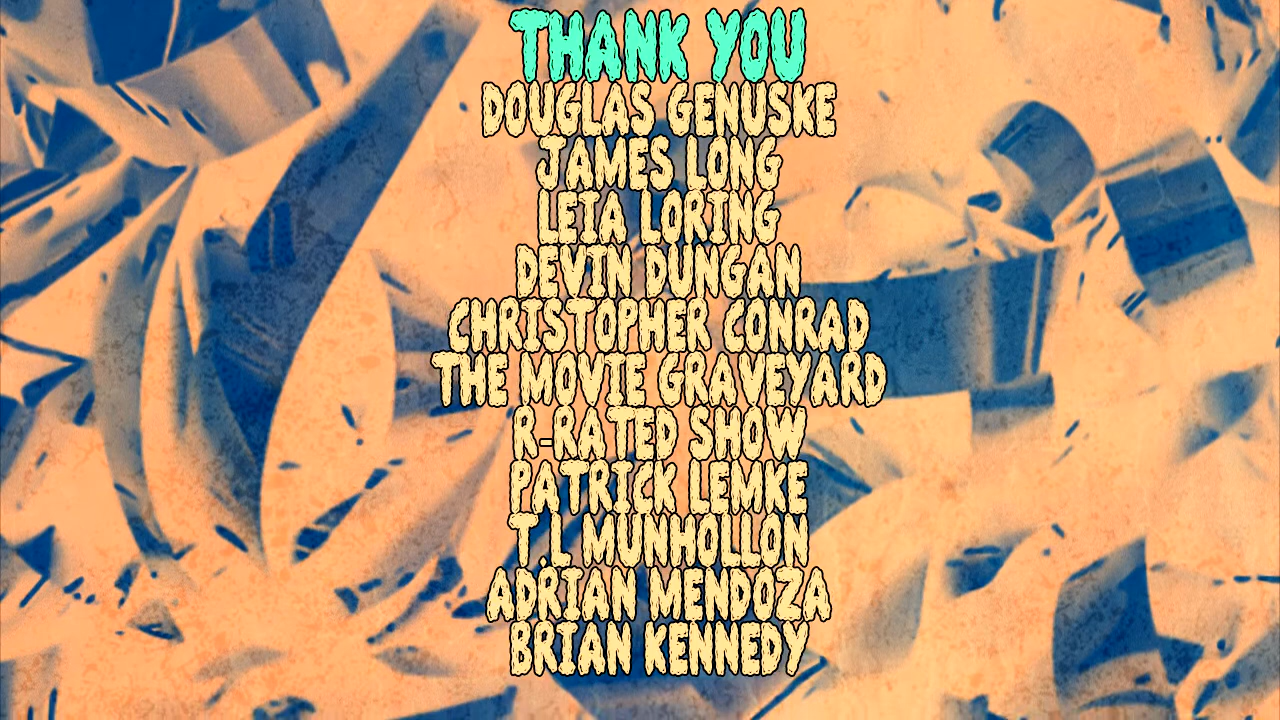 THANK YOU
DOUGLAS GENUSKE
JAMES LONG
LEIA LORING
DEVIN DUNGAN
CHRISTOPHER CONRAD
THE MOVIE GRAVEYARD
R-RATED SHOW
PATRICK LEMKE
T.L MUNHOLLON
ADRIAN MENDOZA
BRIAN KENNEDY